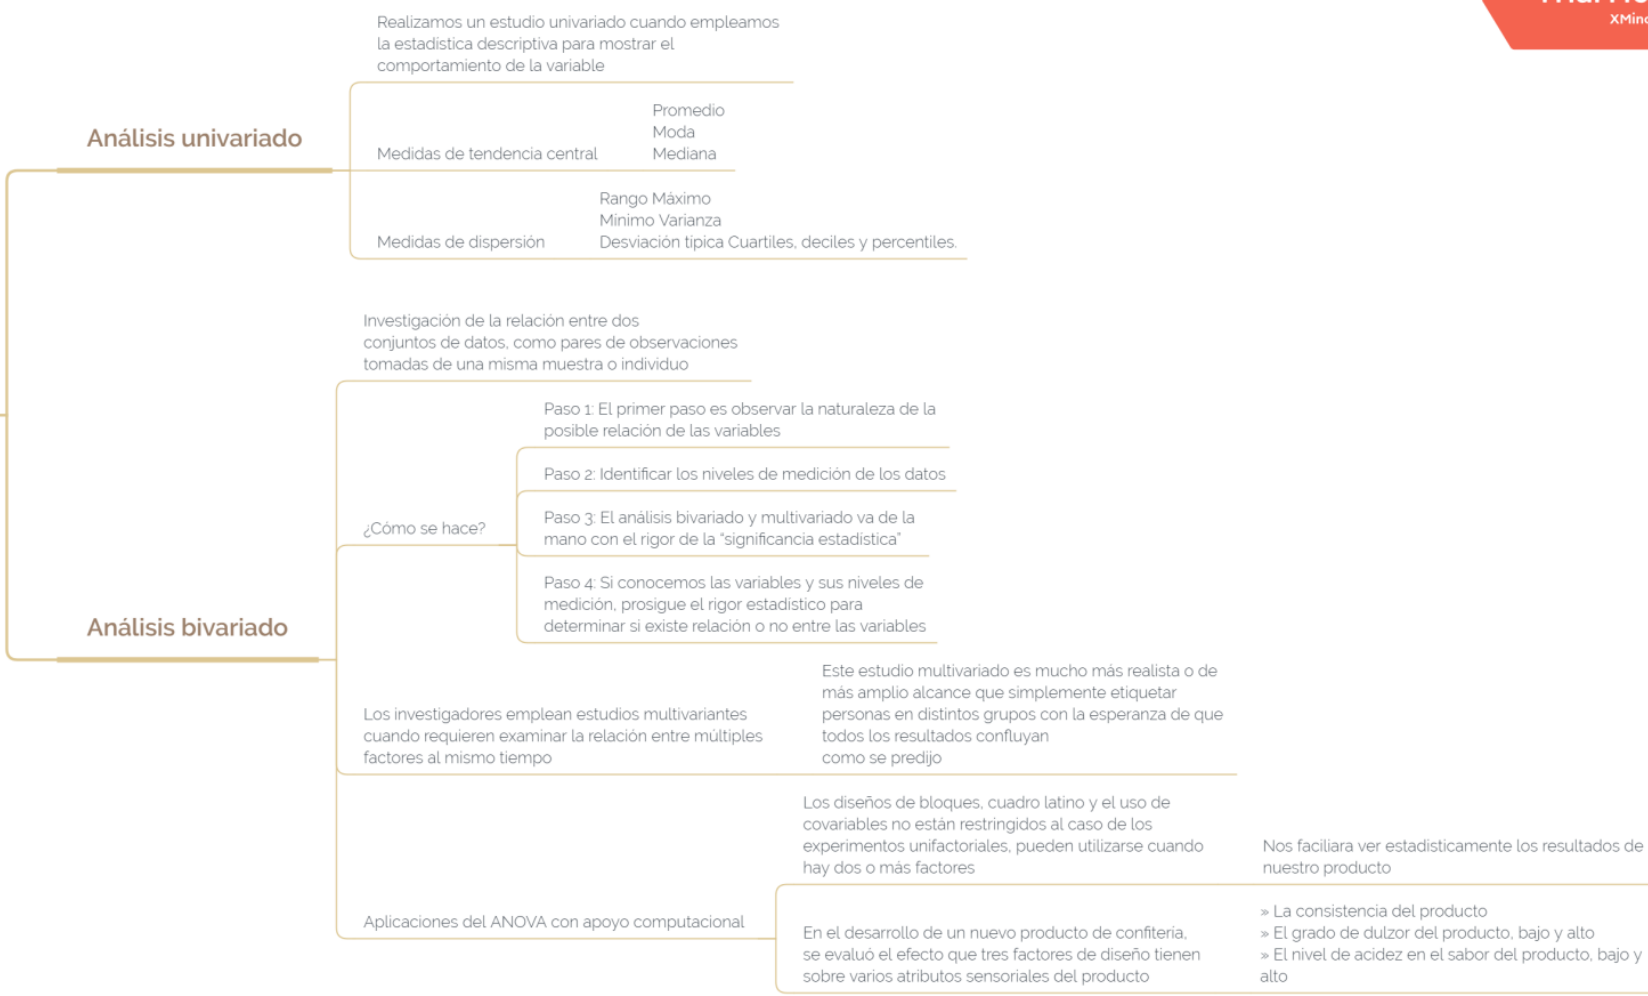 XMind
Realizamos un estudio univariado cuando empleamos
la estadística descriptiva para mostrar el
comportamiento de la variable
Análisis univariado
Medidas de tendencia central
Promedio
Moda
Mediana
Medidas de dispersión
Rango Máximo
Mínimo Varianza
Desviación típica Cuartiles, deciles y percentiles.
Investigación de la relación entre dos
conjuntos de datos, como pares de observaciones
tomadas de una misma muestra o individuo
¿Cómo se hace?
Paso 1: El primer paso es observar la naturaleza de la
posible relación de las variables
Paso 2: Identificar los niveles de medición de los datos
Paso 3: El análisis bivariado y multivariado va de la
mano con el rigor de la “significancia estadística”
Paso 4: Si conocemos las variables y sus niveles de
medición, prosigue el rigor estadístico para
determinar si existe relación o no entre las variables
Análisis bivariado
Los investigadores emplean estudios multivariantes
cuando requieren examinar la relación entre múltiples
factores al mismo tiempo
Este estudio multivariado es mucho más realista o de
más amplio alcance que simplemente etiquetar
personas en distintos grupos con la esperanza de que
todos los resultados confluyan
como se predijo
Aplicaciones del ANOVA con apoyo computacional
Los diseños de bloques, cuadro latino y el uso de
covariables no están restringidos al caso de los
experimentos unifactoriales, pueden utilizarse cuando
hay dos o más factores
Nos faciliara ver estadisticamente los resultados de
nuestro producto
En el desarrollo de un nuevo producto de confitería,
se evaluó el efecto que tres factores de diseño tienen
sobre varios atributos sensoriales del producto
» La consistencia del producto
» El grado de dulzor del producto, bajo y alto
» El nivel de acidez en el sabor del producto, bajo y
alto